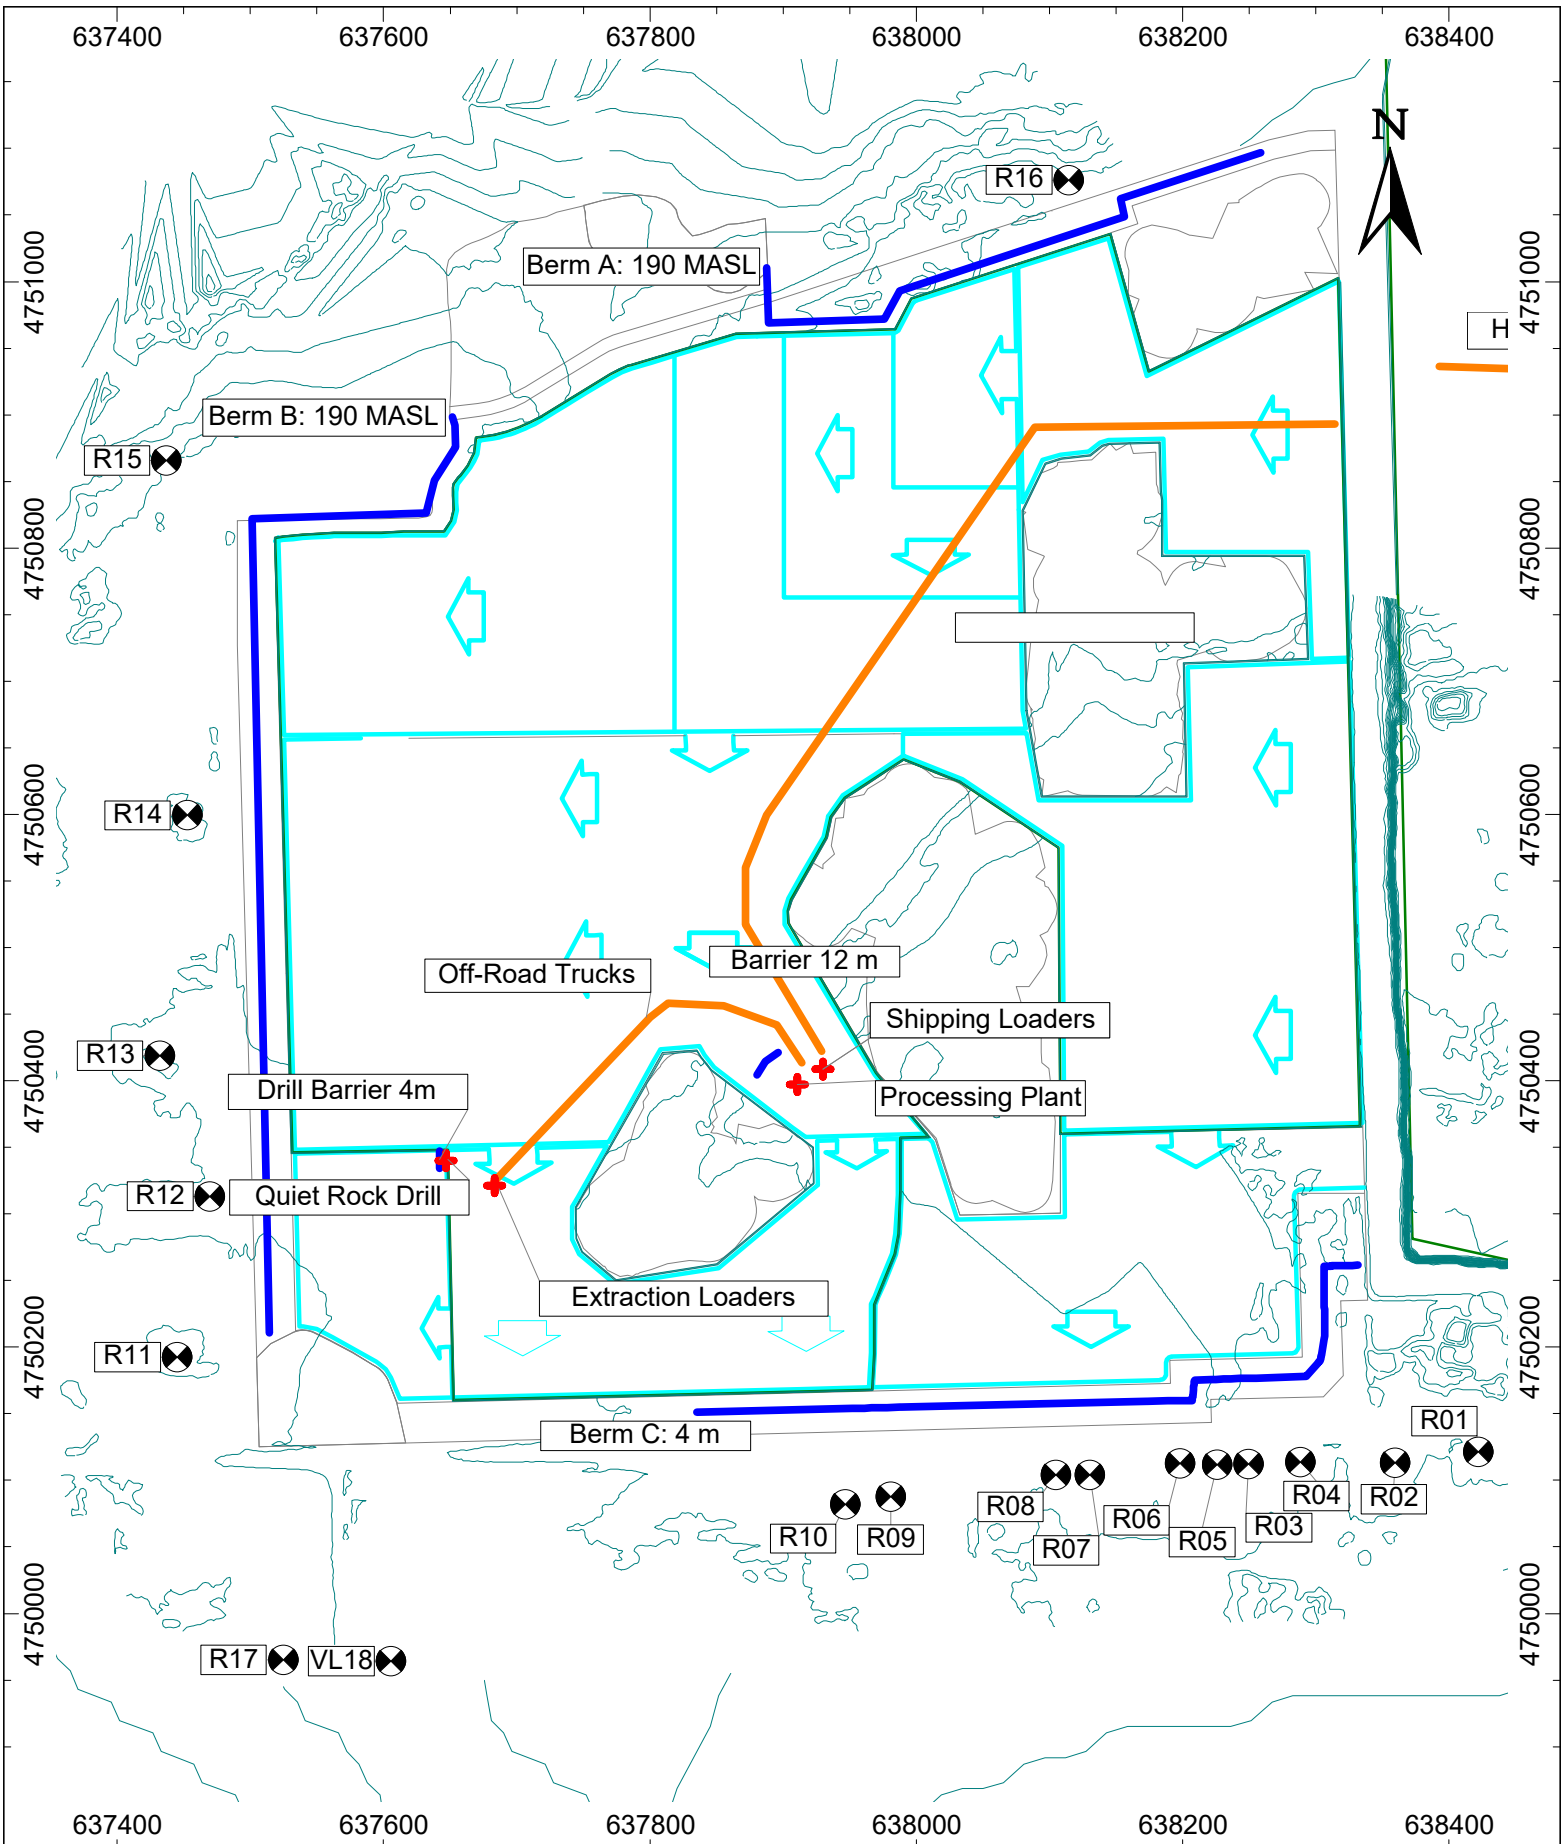 637400 637600 637800 638000 638200 638400
N
R16
4751000
Berm A: 190 MASL
4751000
H
Berm B: 190 MASL
R15
4750800
4750800
R14
4750600
4750600
Barrier 12 m
Off-Road Trucks
Shipping Loaders
R13
4750400
Drill Barrier 4m
Processing Plant
4750400
R12
Quiet Rock Drill
Extraction Loaders
R11
4750200
4750200
R01
Berm C: 4 m
R04
R02
R08
R06
R03
R10
R09
R07
R05
4750000
4750000
R17
VL18
637400 637600 637800 638000 638200 638400